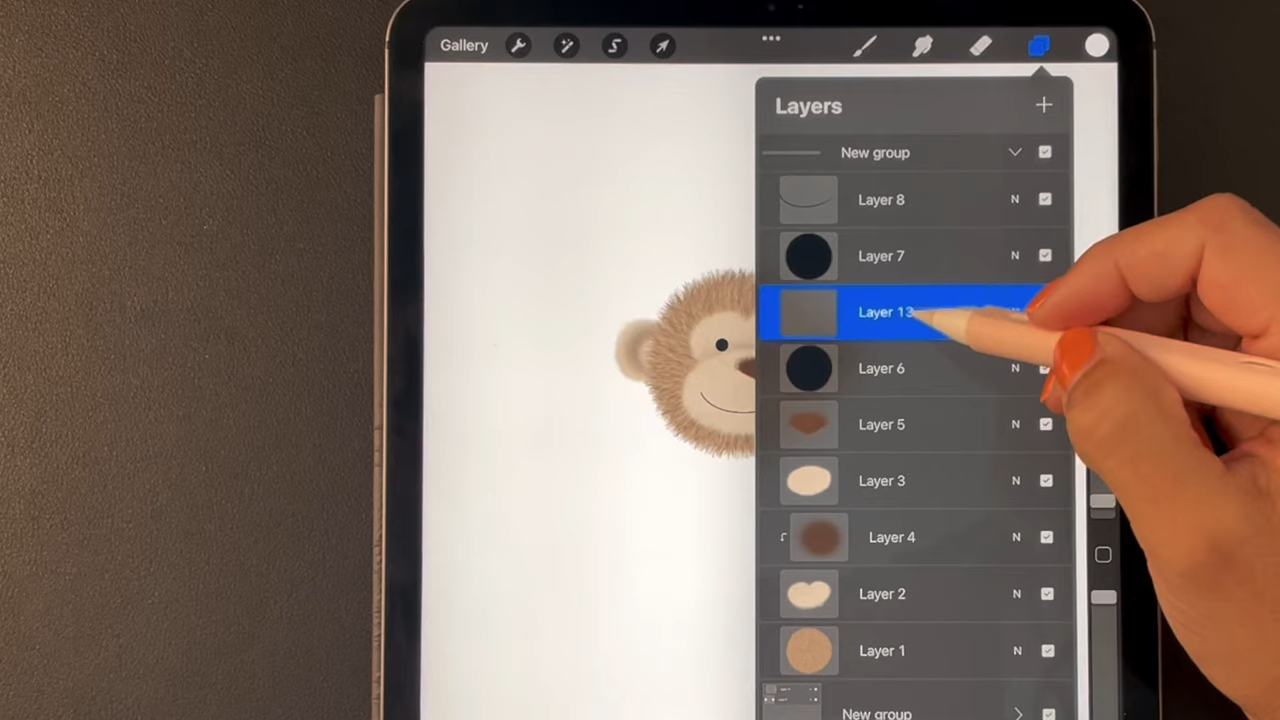 Gallery
Layers
New group
Layer 8 N
Layer 7 N
Layer 13
Layer 6 N
Layer 5 N
Layer 3 N
Layer 4 N
Layer 2 N
Layer 1 N
New group